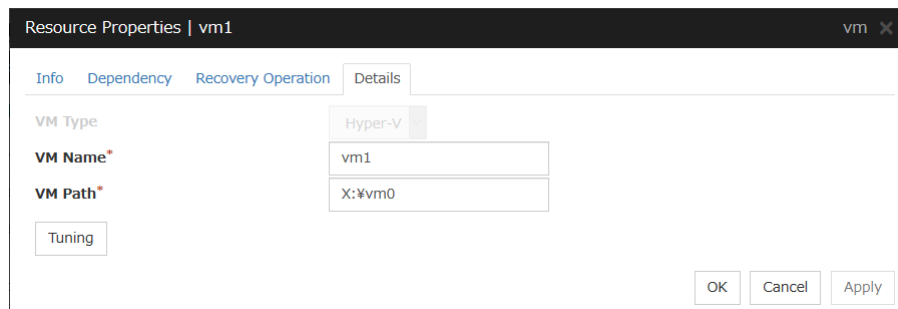 Resource Properties | vm1 vm ×
Info Dependency Recovery Operation Details
VM Type Hyper-V
VM Name* vm1
VM Path* X:¥vm0
Tuning
OK Cancel Apply